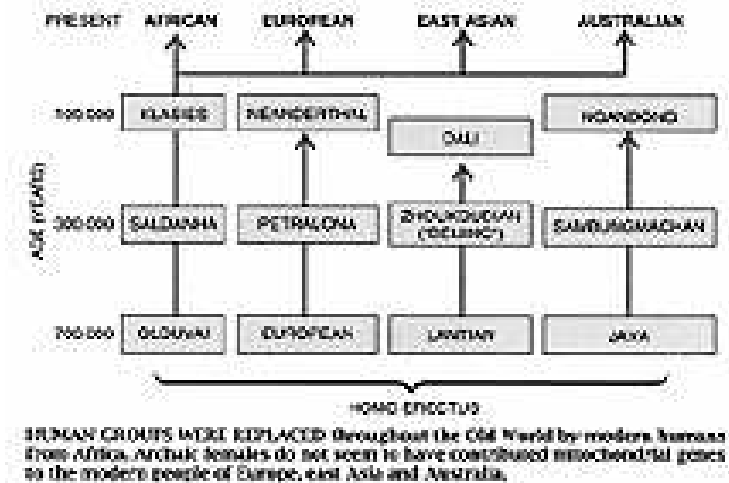 PRESENT AFRICAN EUROPEAN EAST ASIAN AUSTRALIAN
100,000 KLASIES NEANDERTHAL NGANDONG
DALI
AGE (YEARS)
300,000 SALDANHA PETRALONA ZHOUKOUDIAN SAMBUNGMACHAN
("BEIJING")
700,000 OLDUVAI EUROPEAN LANTIAN JAVA
HOMO ERECTUS
HUMAN GROUPS WERE REPLACED throughout the Old World by modern humans
from Africa. Archaic females do not seem to have contributed mitochondrial genes
to the modern people of Europe, east Asia and Australia.